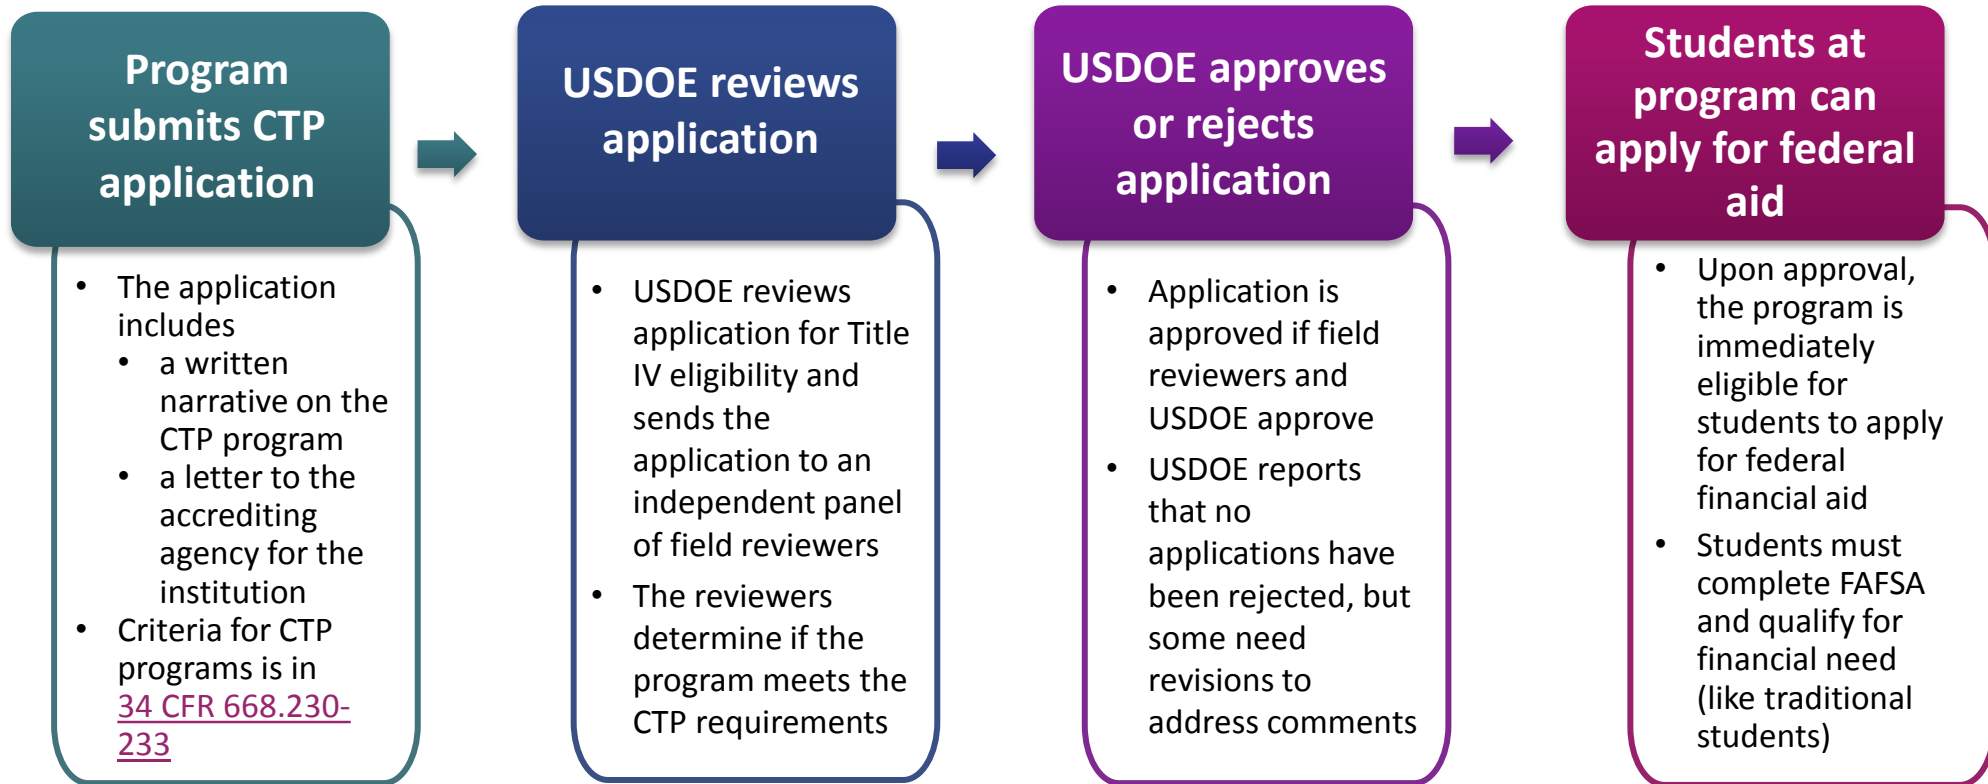 Program
submits CTP
application
• The application
includes
• a written
narrative on the
CTP program
• a letter to the
accrediting
agency for the
institution
• Criteria for CTP
programs is in
34 CFR 668.230-
233
USDOE reviews
application
• USDOE reviews
application for Title
IV eligibility and
sends the
application to an
independent panel
of field reviewers
• The reviewers
determine if the
program meets the
CTP requirements
USDOE approves
or rejects
application
• Application is
approved if field
reviewers and
USDOE approve
• USDOE reports
that no
applications have
been rejected, but
some need
revisions to
address comments
Students at
program can
apply for federal
aid
• Upon approval,
the program is
immediately
eligible for
students to apply
for federal
financial aid
• Students must
complete FAFSA
and qualify for
financial need
(like traditional
students)